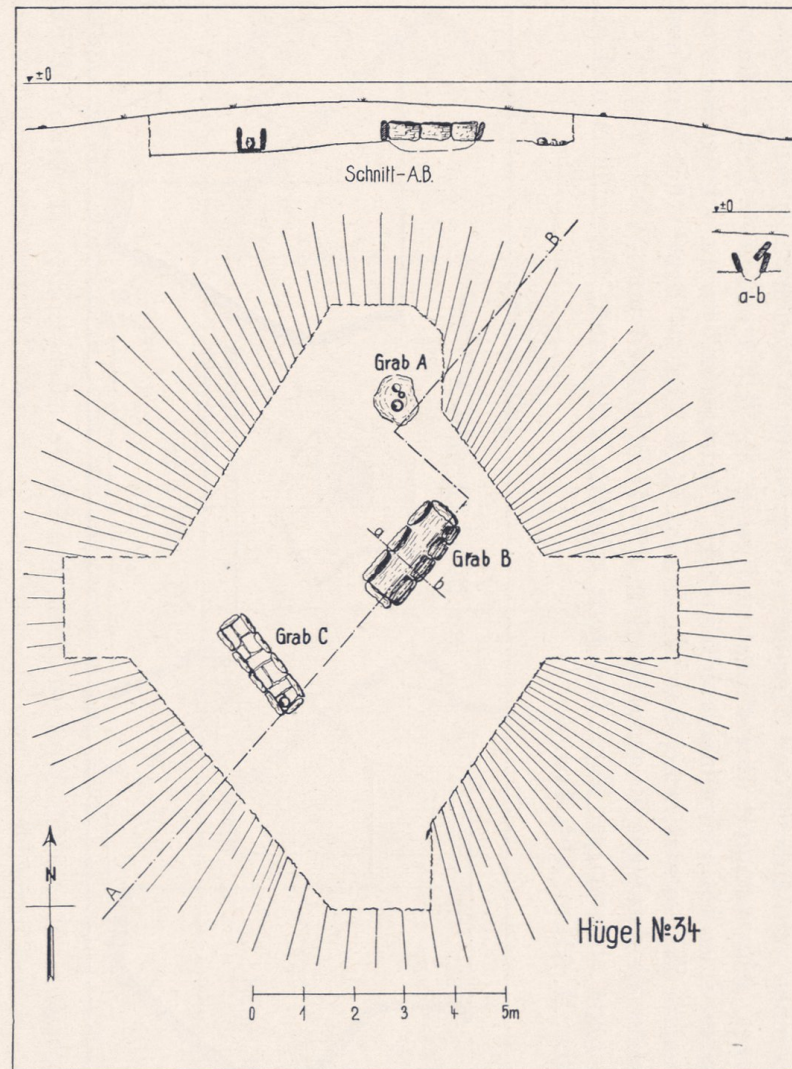 ±0
Schnitt-A.B.
±0
a-b
B
Grab A
a
Grab B
b
Grab C
N
A
Hügel №34
0 1 2 3 4 5m